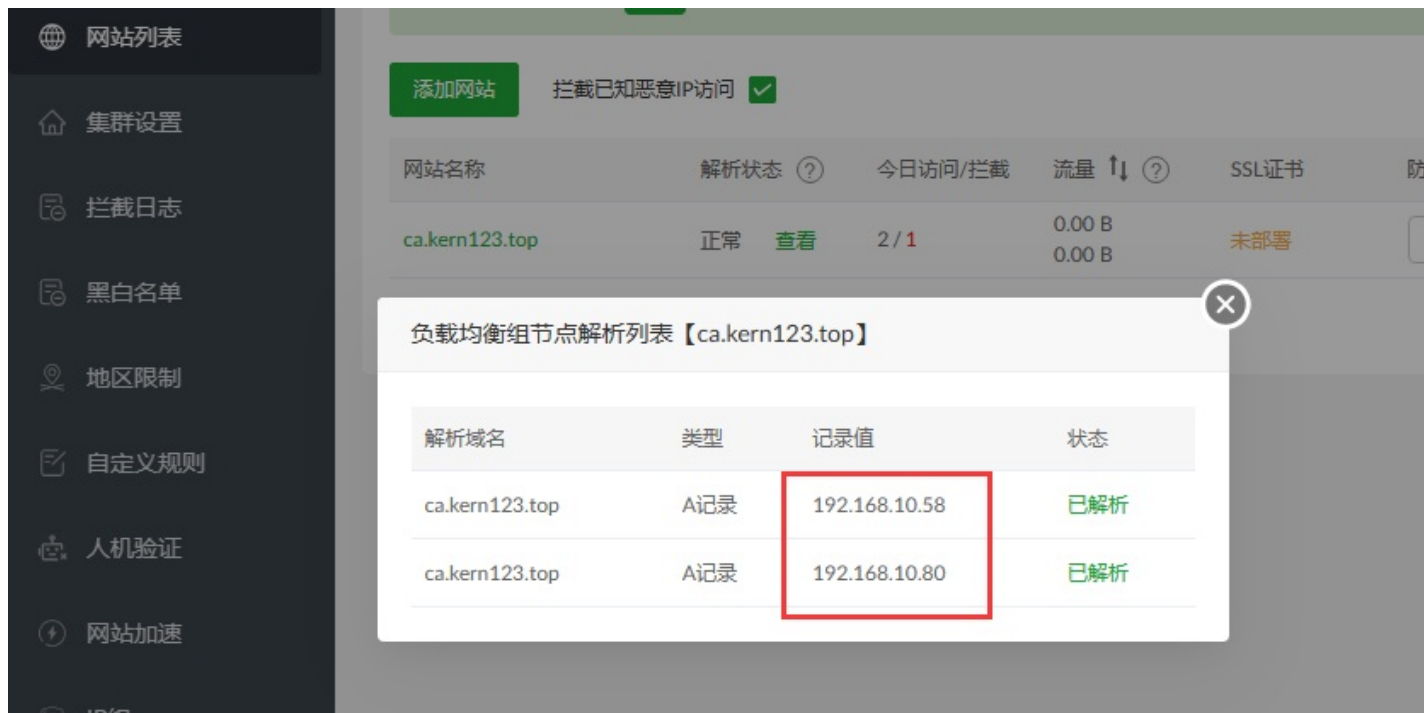 网站列表
集群设置
拦截日志
黑白名单
地区限制
自定义规则
人机验证
网站加速
添加网站 拦截已知恶意IP访问
网站名称 解析状态 ? 今日访问/拦截 流量 ? SSL证书 防
ca.kern123.top 正常 查看 2 / 1 0.00 B 未部署
0.00 B
负载均衡组节点解析列表【ca.kern123.top】
解析域名 类型 记录值 状态
ca.kern123.top A记录 192.168.10.58 已解析
ca.kern123.top A记录 192.168.10.80 已解析